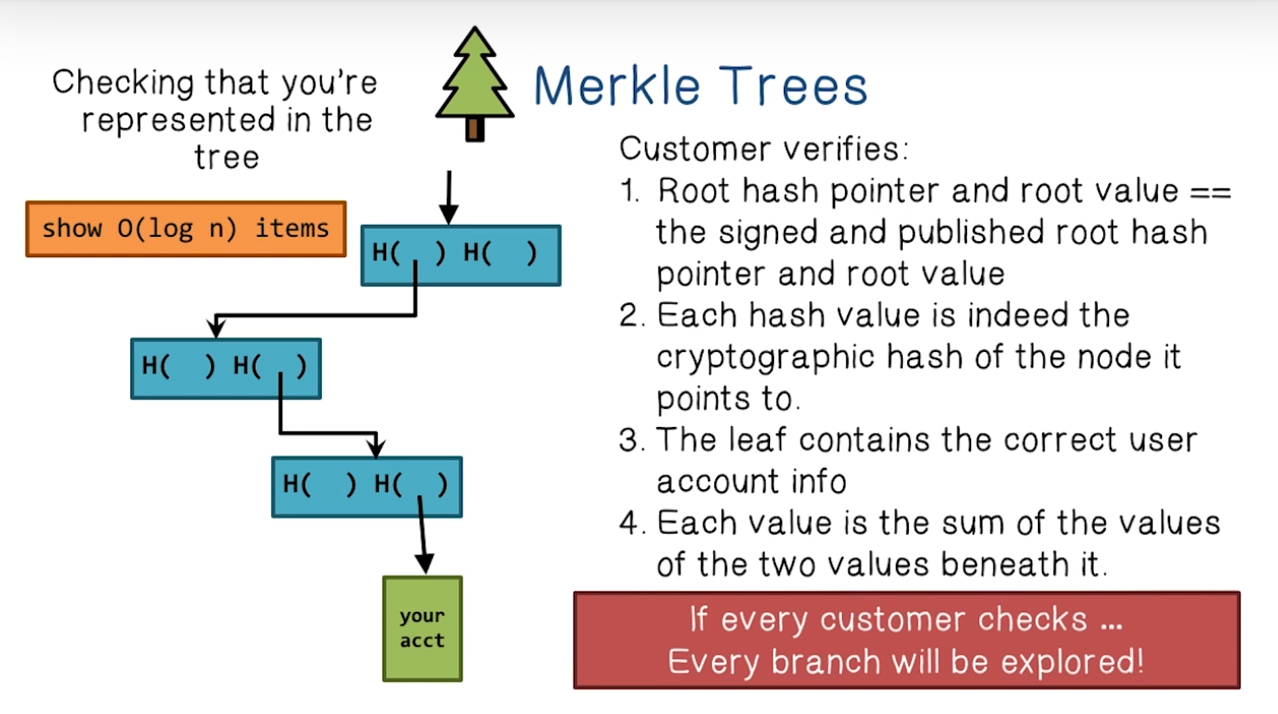 Checking that you're
represented in the
tree
Merkle Trees
show O(log n) items
H( ) H( )
H( ) H( )
H( ) H( )
your
acct
Customer verifies:
1. Root hash pointer and root value ==
the signed and published root hash
pointer and root value
2. Each hash value is indeed the
cryptographic hash of the node it
points to.
3. The leaf contains the correct user
account info
4. Each value is the sum of the values
of the two values beneath it.
If every customer checks ...
Every branch will be explored!